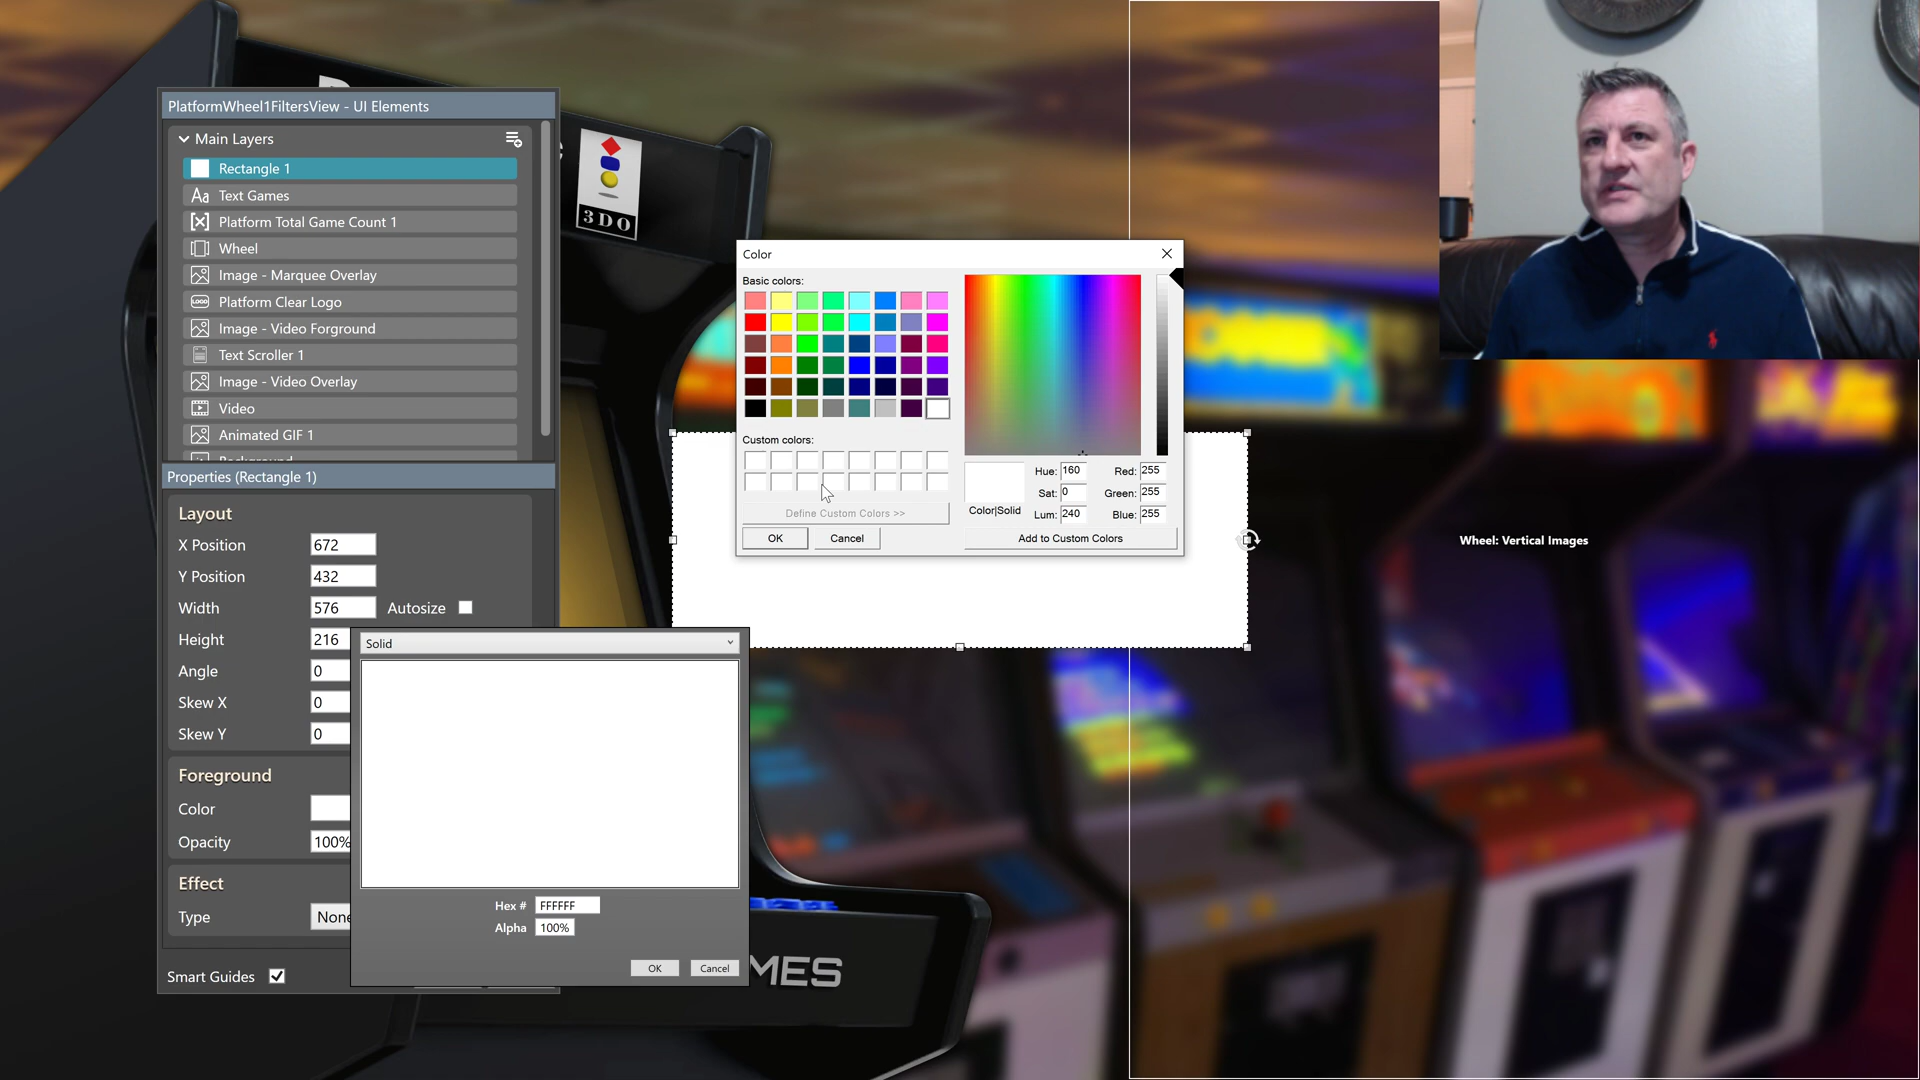 PlatformWheel1FiltersView - UI Elements
Main Layers
Rectangle 1
Aa Text Games
Platform Total Game Count 1
Wheel
Image - Marquee Overlay
Platform Clear Logo
Image - Video Forground
Text Scroller 1
Image - Video Overlay
Video
Animated GIF 1
Properties (Rectangle 1)
Layout
X Position 672
Y Position 432
Width 576 Autosize
Height 216
Angle 0
Skew X 0
Skew Y 0
Foreground
Color
Opacity 100%
Effect
Type None
Smart Guides
Solid
Hex # FFFFFF
Alpha 100%
OK Cancel
3DO
Color
Basic colors:
Custom colors:
Define Custom Colors >>
OK Cancel
Color|Solid
Hue: 160 Red: 255
Sat: 0 Green: 255
Lum: 240 Blue: 255
Add to Custom Colors
Wheel: Vertical Images
MES